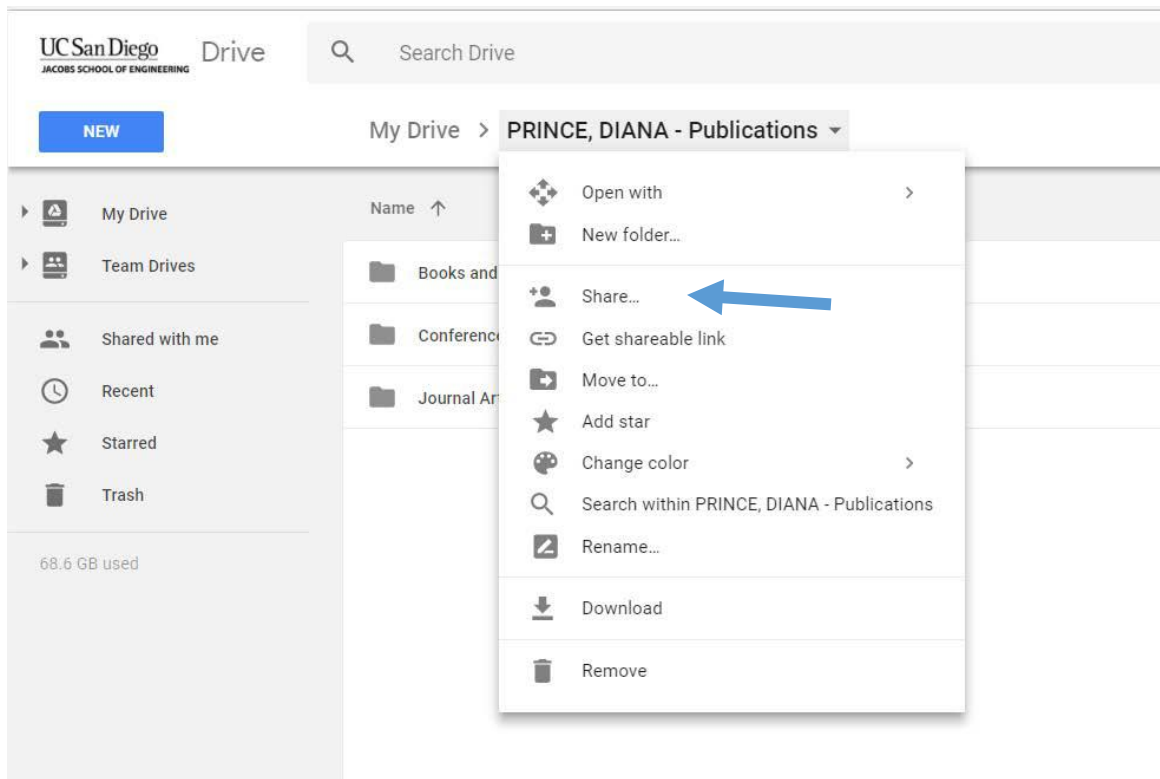 UC San Diego
JACOBS SCHOOL OF ENGINEERING
Drive
Search Drive
NEW
My Drive > PRINCE, DIANA - Publications
My Drive
Team Drives
Shared with me
Recent
Starred
Trash
68.6 GB used
Name
Books and
Conference
Journal
Open with
New folder...
Share...
Get shareable link
Move to...
Add star
Change color
Search within PRINCE, DIANA - Publications
Rename...
Download
Remove